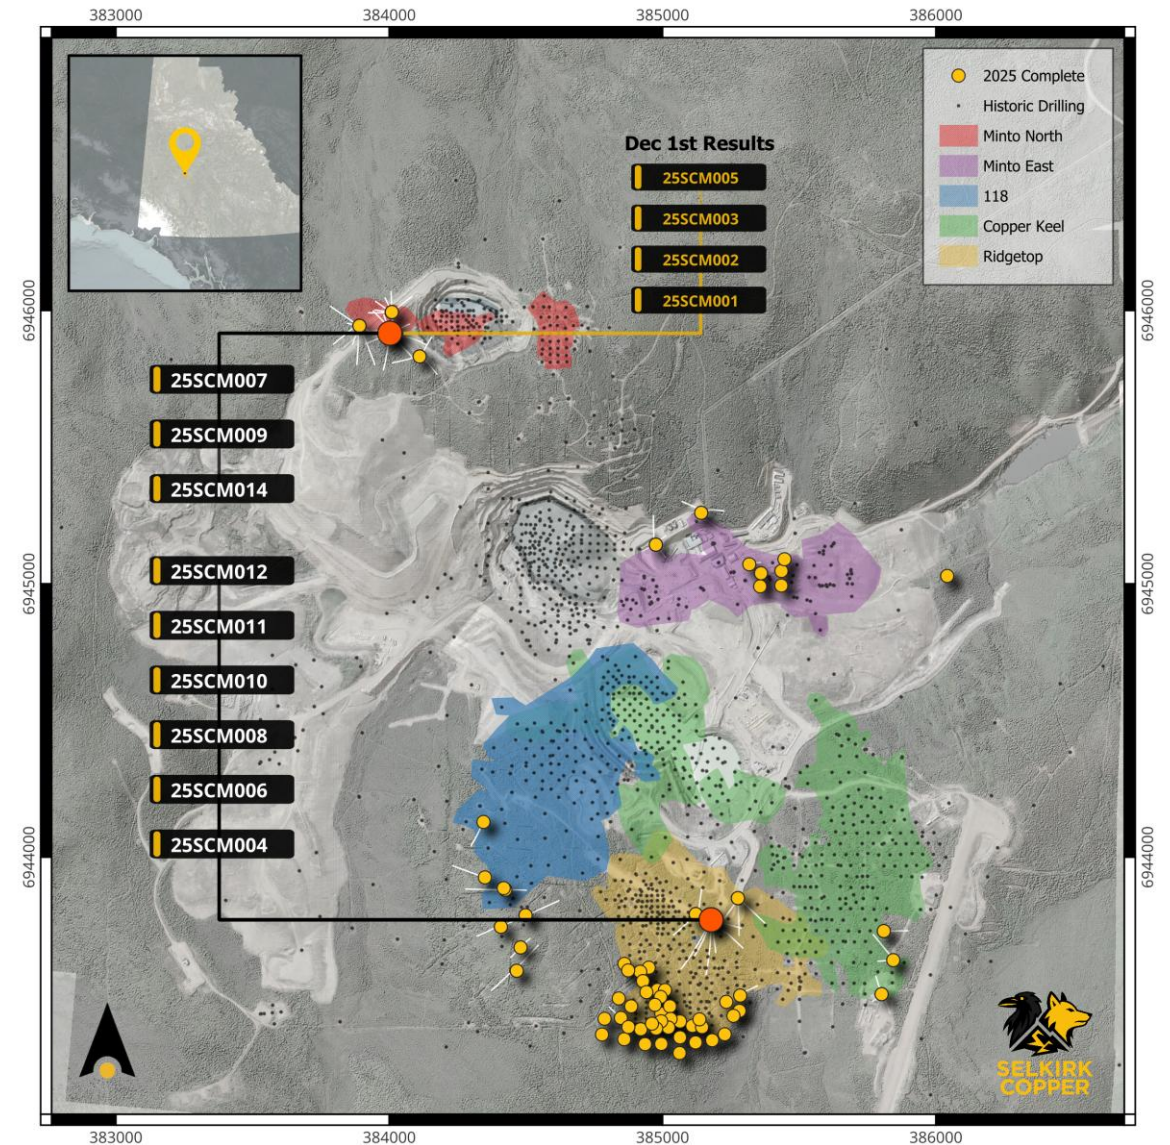 383000
384000
385000
386000
2025 Complete
Historic Drilling
Minto North
Minto East
118
Copper Keel
Ridgetop
Dec 1st Results
25SCM005
25SCM003
25SCM002
25SCM001
6946000
6946000
25SCM007
25SCM009
25SCM014
25SCM012
25SCM011
25SCM010
25SCM008
25SCM006
25SCM004
6945000
6945000
6944000
6944000
SELKIRK
COPPER
383000
384000
385000
386000